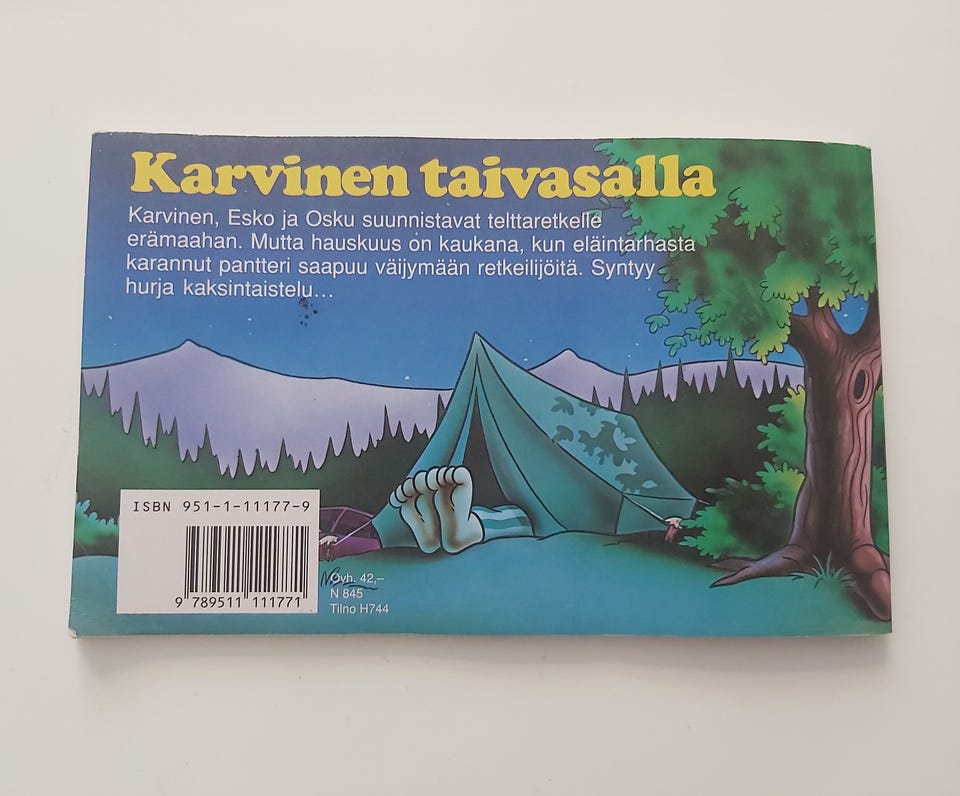 Karvinen taivasalla
Karvinen, Esko ja Osku suunnistavat telttaretkelle
erämaahan. Mutta hauskuus on kaukana, kun eläintarhasta
karannut pantteri saapuu väijymään retkeilijöitä. Syntyy
hurja kaksintaistelu...
ISBN 951-1-11177-9
9 789511 111771
Ovh. 42,–
N 845
Tilno H744